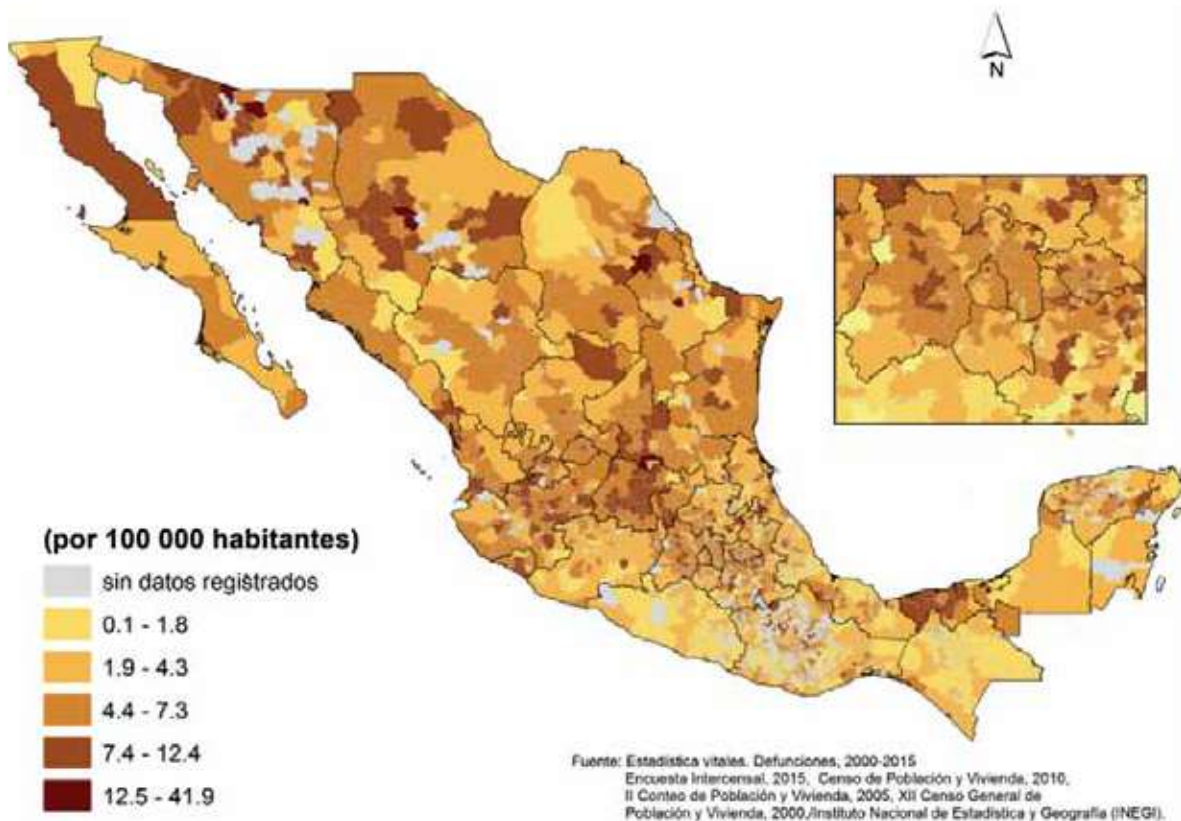 N
(por 100 000 habitantes)
sin datos registrados
0.1 - 1.8
1.9 - 4.3
4.4 - 7.3
7.4 - 12.4
12.5 - 41.9
Fuente: Estadística vitales. Defunciones, 2000-2015
Encuesta Intercensal, 2015, Censo de Población y Vivienda, 2010,
II Conteo de Población y Vivienda, 2005, XII Censo General de
Población y Vivienda, 2000,/Instituto Nacional de Estadística y Geografía (INEGI).